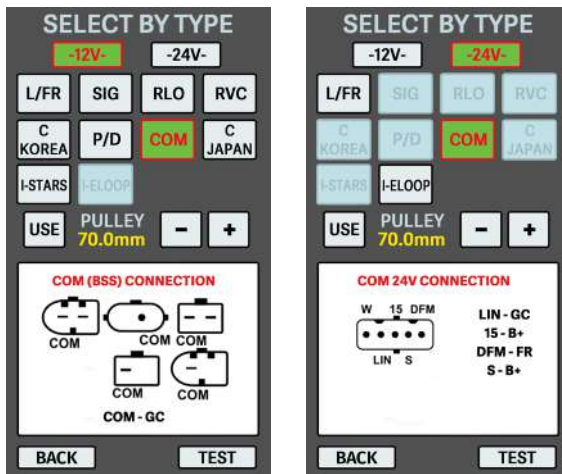 SELECT BY TYPE
-12V- -24V-
L/FR SIG RLO RVC
C KOREA P/D COM C JAPAN
I-STARS I-ELOOP
USE PULLEY 70.0mm - +
COM (BSS) CONNECTION
COM COM COM
COM COM
COM - GC
BACK TEST
SELECT BY TYPE
-12V- -24V-
L/FR SIG RLO RVC
C KOREA P/D COM C JAPAN
I-STARS I-ELOOP
USE PULLEY 70.0mm - +
COM 24V CONNECTION
W 15 DFM
LIN S
LIN - GC
15 - B+
DFM - FR
S - B+
BACK TEST